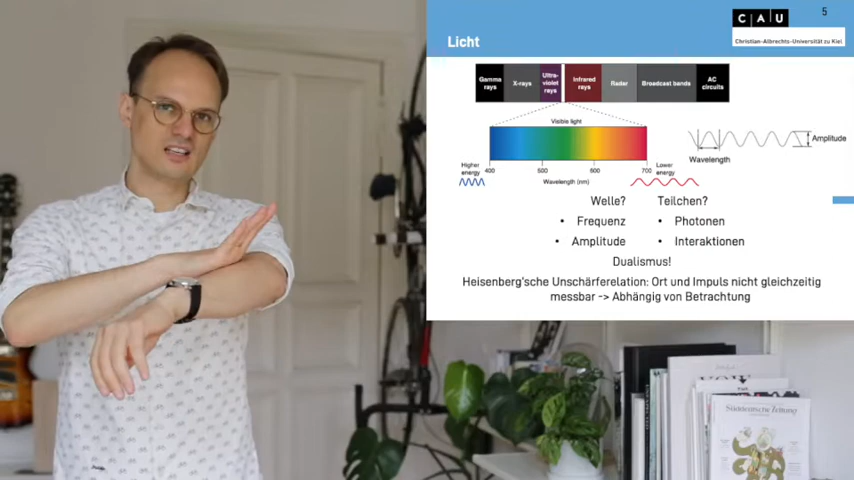 5
CAU
Christian-Albrechts-Universität zu Kiel
Licht
Gamma rays
X-rays
Ultra-violet rays
Infrared rays
Radar
Broadcast bands
AC circuits
Visible light
Amplitude
Wavelength
Higher energy
400
500
600
700
Lower energy
Wavelength (nm)
Welle?
Teilchen?
• Frequenz
• Photonen
• Amplitude
• Interaktionen
Dualismus!
Heisenberg'sche Unschärferelation: Ort und Impuls nicht gleichzeitig
messbar -> Abhängig von Betrachtung
Süddeutsche Zeitung